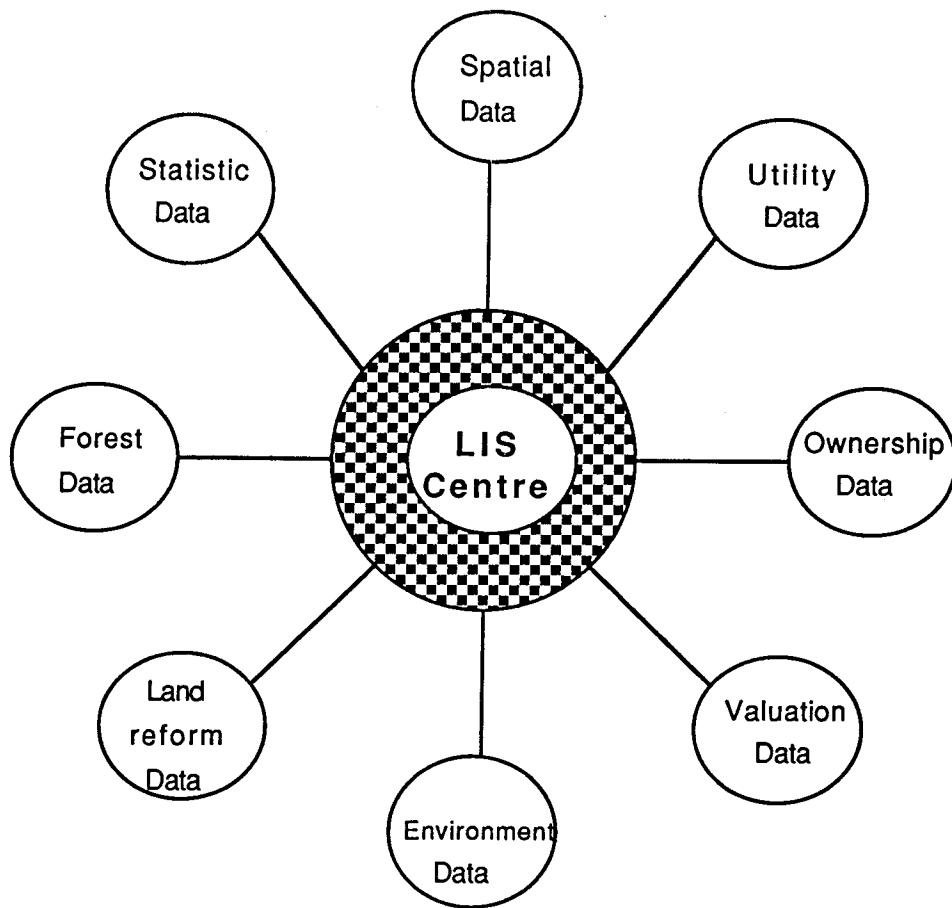 Spatial
Data
Utility
Data
Ownership
Data
Valuation
Data
Environment
Data
Land
reform
Data
Forest
Data
Statistic
Data
LIS
Centre